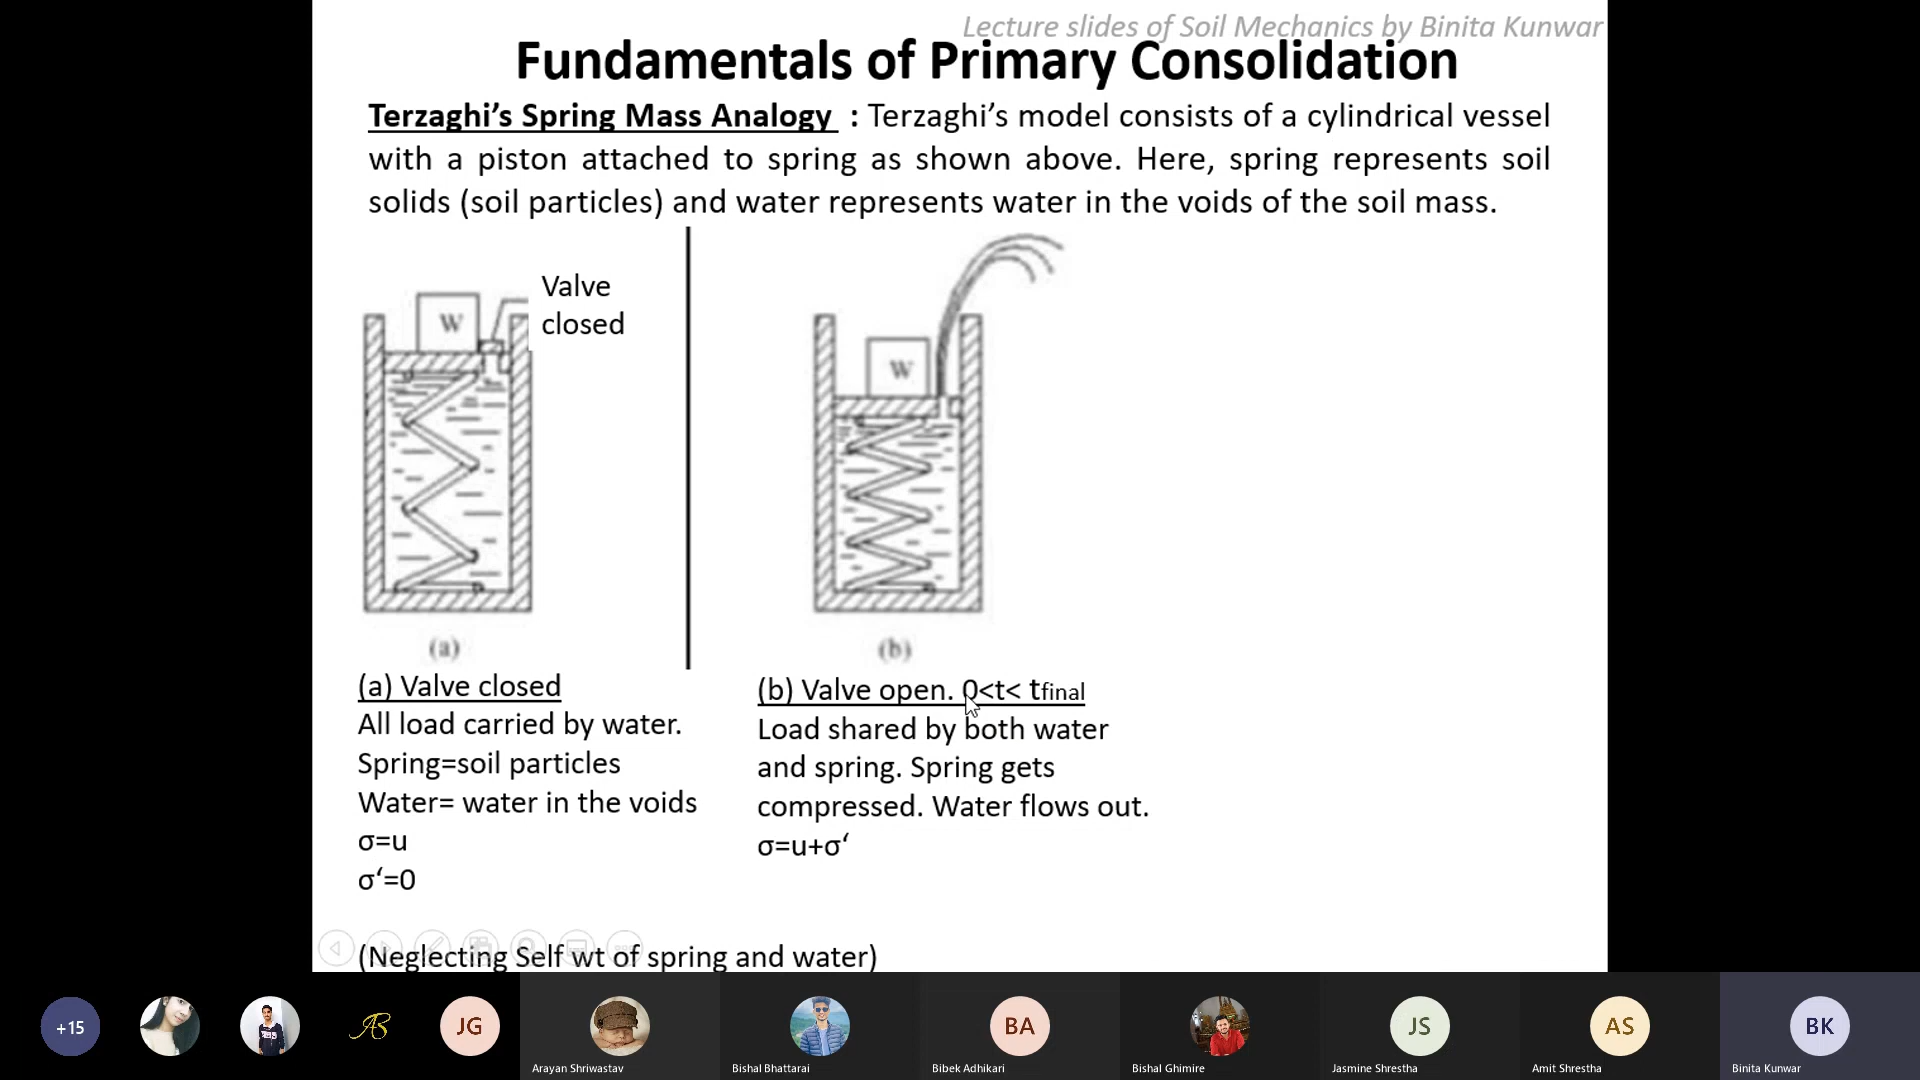 Lecture slides of Soil Mechanics by Binita Kunwar
Fundamentals of Primary Consolidation
Terzaghi’s Spring Mass Analogy : Terzaghi’s model consists of a cylindrical vessel
with a piston attached to spring as shown above. Here, spring represents soil
solids (soil particles) and water represents water in the voids of the soil mass.
Valve
closed
W
W
(a)
(b)
(a) Valve closed
All load carried by water.
Spring=soil particles
Water= water in the voids
σ=u
σ‘=0
(b) Valve open. 0<t< tfinal
Load shared by both water
and spring. Spring gets
compressed. Water flows out.
σ=u+σ‘
(Neglecting Self wt of spring and water)
+15
AS
JG
BA
JS
AS
BK
Arayan Shriwastav
Bishal Bhattarai
Bibek Adhikari
Bishal Ghimire
Jasmine Shrestha
Amit Shrestha
Binita Kunwar